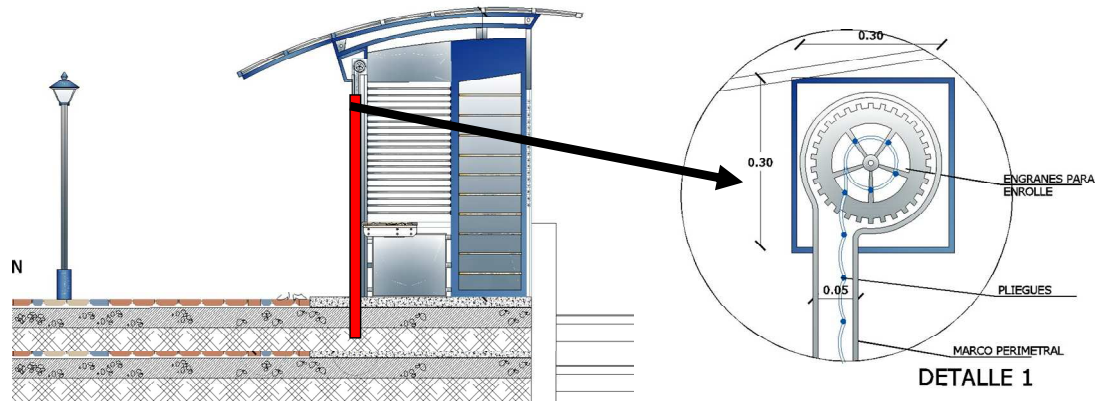 0.30
0.30
ENGRANES PARA
ENROLLE
N
PLIEGUES
0.05
MARCO PERIMETRAL
DETALLE 1